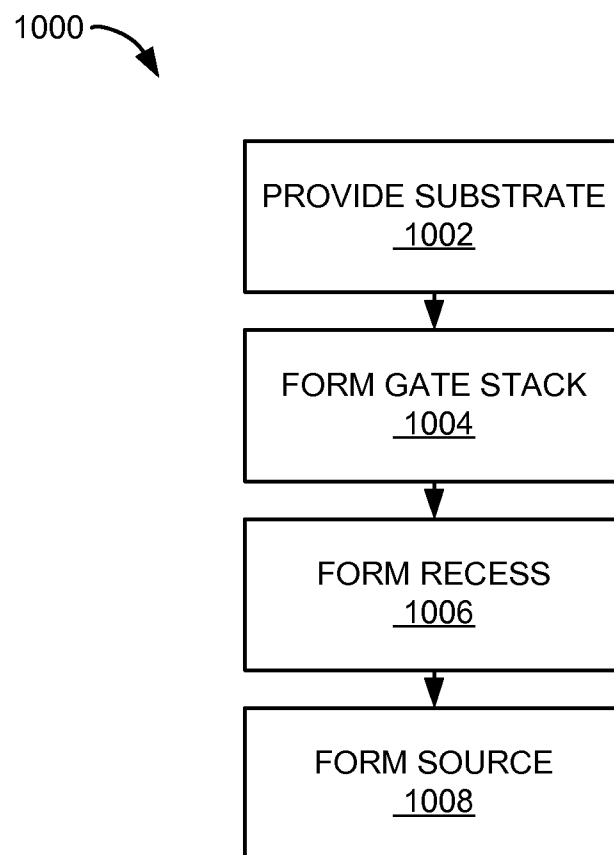 1000
PROVIDE SUBSTRATE
1002
FORM GATE STACK
1004
FORM RECESS
1006
FORM SOURCE
1008